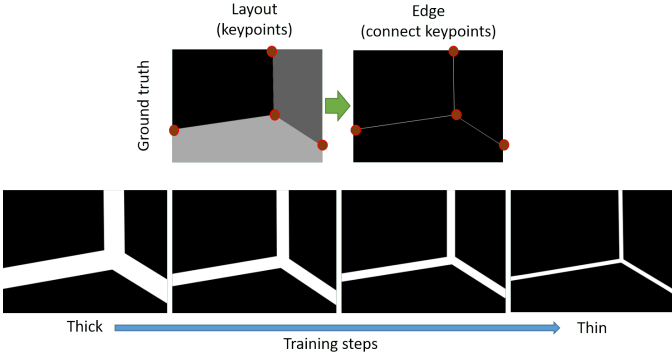 Layout
(keypoints)
Edge
(connect keypoints)
Ground truth
Thick
Thin
Training steps